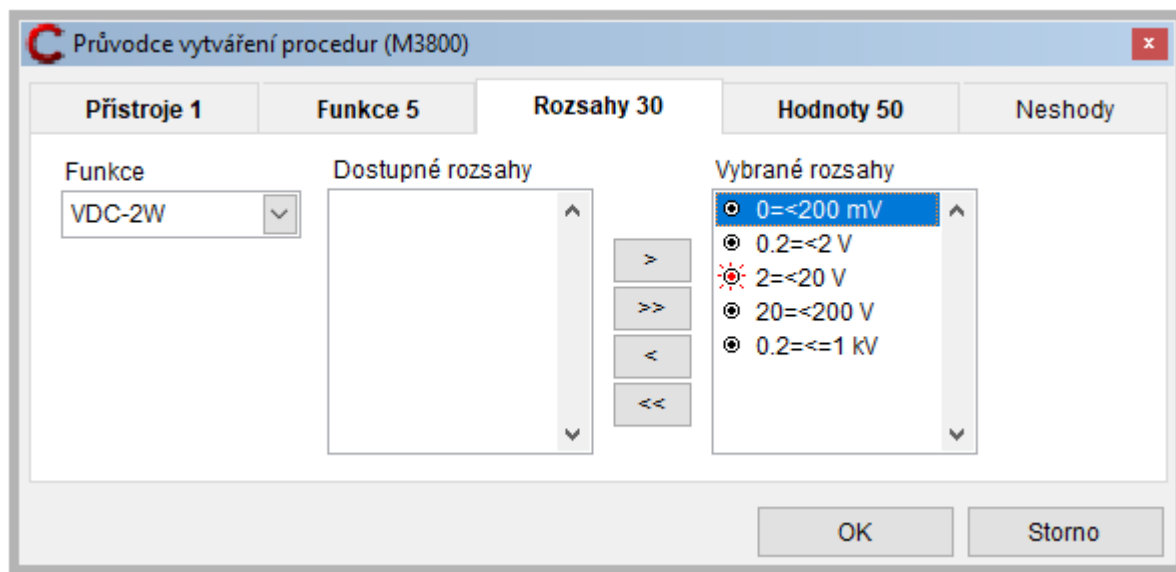 Průvodce vytváření procedur (M3800)
Přístroje 1
Funkce 5
Rozsahy 30
Hodnoty 50
Neshody
Funkce
Dostupné rozsahy
Vybrané rozsahy
VDC-2W
0=<200 mV
0.2=<2 V
2=<20 V
20=<200 V
0.2=<=1 kV
>
>>
<
<<
OK
Storno